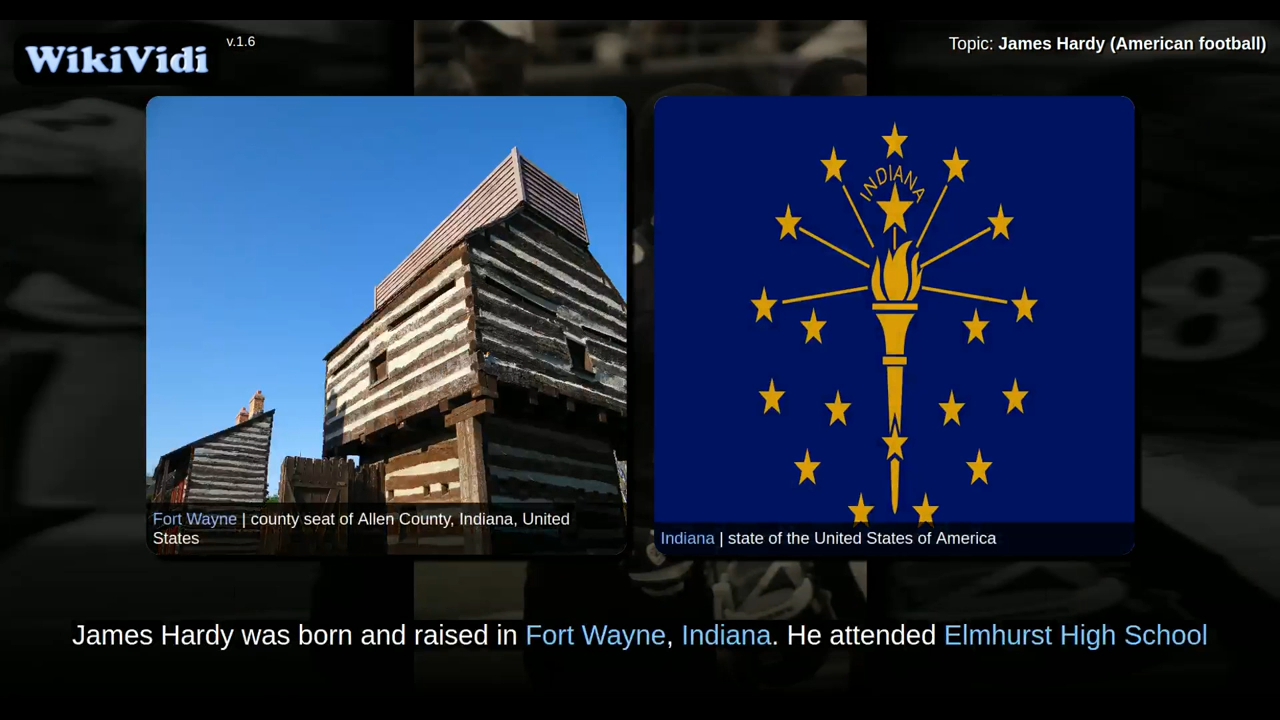 WikiVidi
v.1.6
Topic: James Hardy (American football)
INDIANA
Fort Wayne | county seat of Allen County, Indiana, United
States
Indiana | state of the United States of America
8
James Hardy was born and raised in Fort Wayne, Indiana. He attended Elmhurst High School